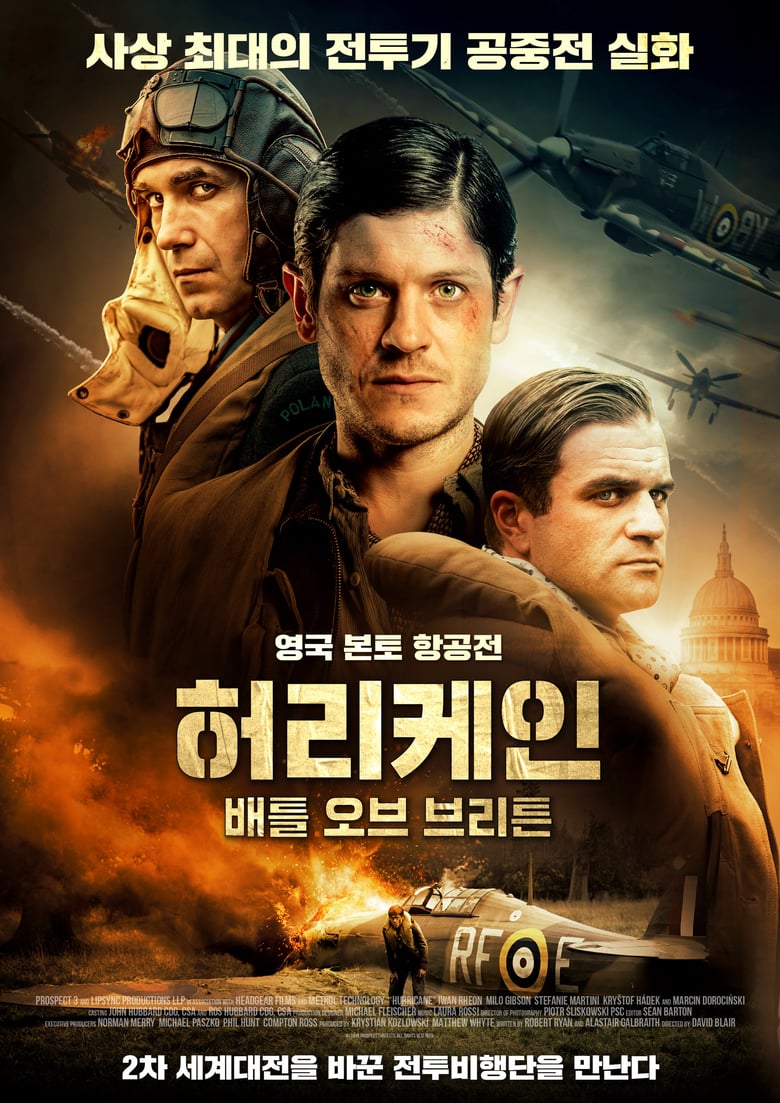 사상 최대의 전투기 공중전 실화
POLAN
영국 본토 항공전
허리케인
배틀 오브 브리튼
RF E
PROSPECT 3 AND LIPSYNC PRODUCTIONS LLP IN ASSOCIATION WITH HEADGEAR FILMS AND METROL TECHNOLOGY "HURRICANE" IWAN RHEON MILO GIBSON STEFANIE MARTINI KRYŠTOF HÁDEK AND MARCIN DOROCIŃSKI
CASTING JOHN HUBBARD CDG, CSA AND ROS HUBBARD CDG, CSA PRODUCTION DESIGNER MICHAEL FLEISCHER MUSIC LAURA ROSSI DIRECTOR OF PHOTOGRAPHY PIOTR ŚLISKOWSKI PSC EDITOR SEAN BARTON
EXECUTIVE PRODUCERS NORMAN MERRY MICHAEL PASZKO PHIL HUNT COMPTON ROSS PRODUCED BY KRYSTIAN KOZLOWSKI MATTHEW WHYTE WRITTEN BY ROBERT RYAN AND ALASTAIR GALBRAITH DIRECTED BY DAVID BLAIR
2차 세계대전을 바꾼 전투비행단을 만난다